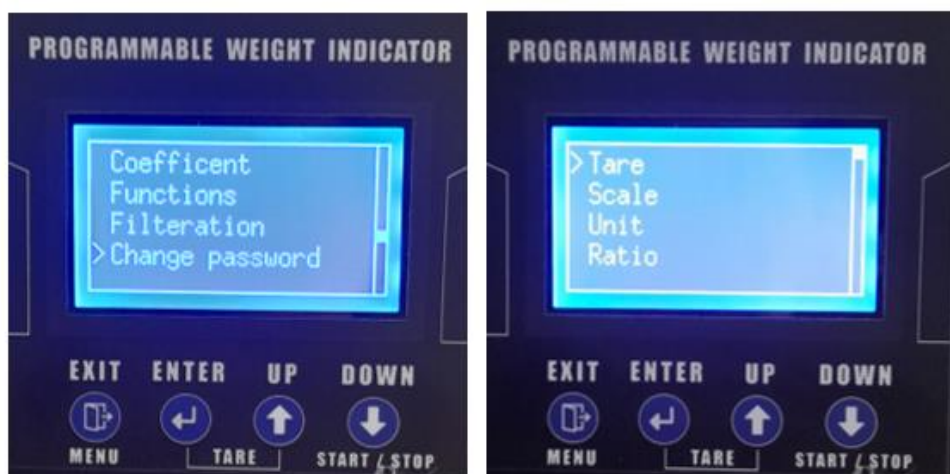 PROGRAMMABLE WEIGHT INDICATOR
Coefficent
Functions
Filteration
>Change password
EXIT ENTER UP DOWN
MENU TARE START / STOP
PROGRAMMABLE WEIGHT INDICATOR
>Tare
Scale
Unit
Ratio
EXIT ENTER UP DOWN
MENU TARE START / STOP